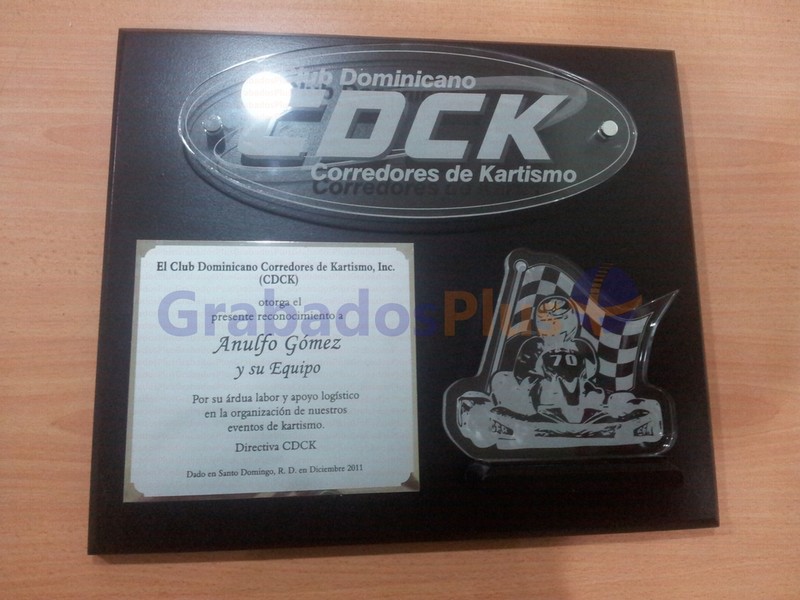 Club Dominicano
CDCK
Corredores de Kartismo
El Club Dominicano Corredores de Kartismo, Inc.
(CDCK)
otorga el
presente reconocimiento a
Anulfo Gómez
y su Equipo
Por su árdua labor y apoyo logístico
en la organización de nuestros
eventos de kartismo.
Directiva CDCK
Dado en Santo Domingo, R. D. en Diciembre 2011
70
GrabadosPlus